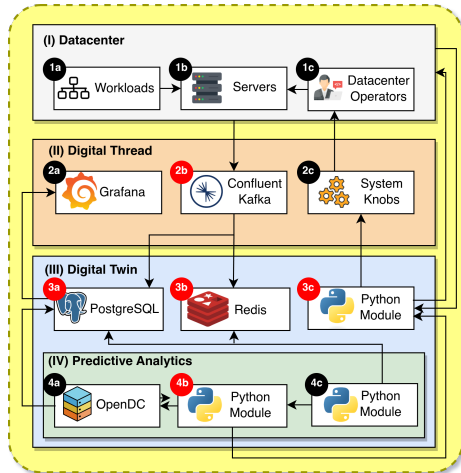 (I) Datacenter
1a
Workloads
1b
Servers
1c
Datacenter
Operators
(II) Digital Thread
2a
Grafana
2b
Confluent
Kafka
2c
System
Knobs
(III) Digital Twin
3a
PostgreSQL
3b
Redis
3c
Python
Module
(IV) Predictive Analytics
4a
OpenDC
4b
Python
Module
4c
Python
Module